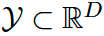 𝒴 ⊂ ℝ^D